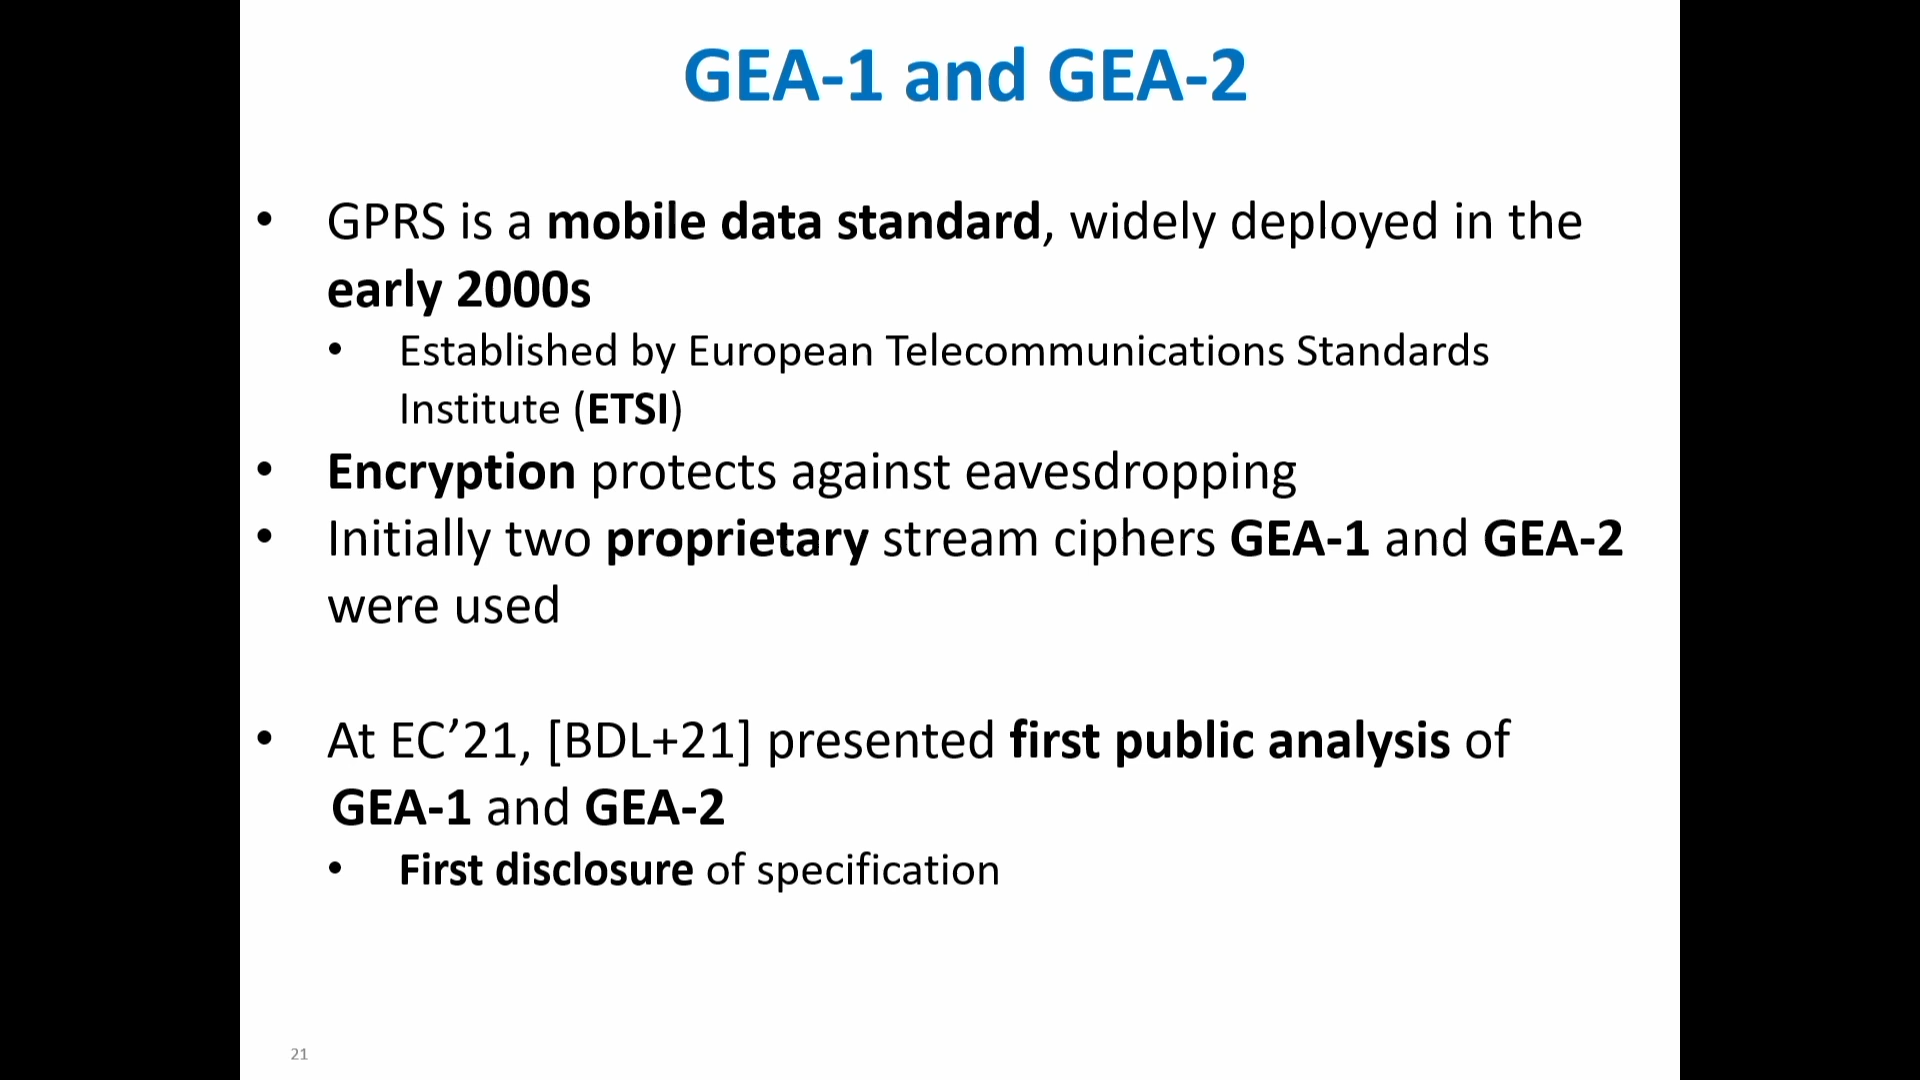 GEA-1 and GEA-2
• GPRS is a mobile data standard, widely deployed in the
early 2000s
• Established by European Telecommunications Standards
Institute (ETSI)
• Encryption protects against eavesdropping
• Initially two proprietary stream ciphers GEA-1 and GEA-2
were used
• At EC’21, [BDL+21] presented first public analysis of
GEA-1 and GEA-2
• First disclosure of specification
21